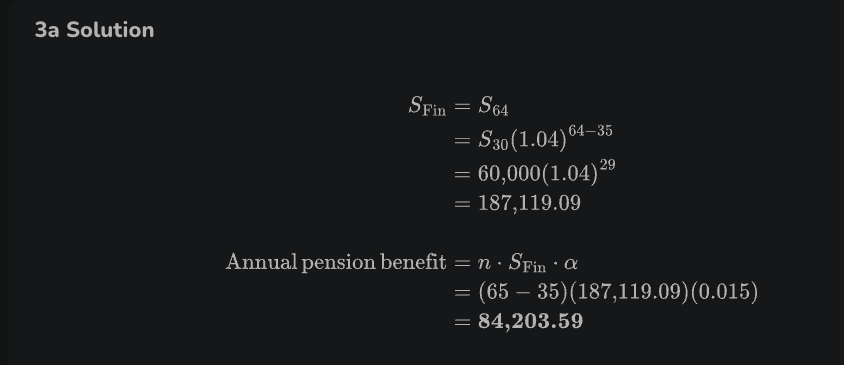 3a Solution
S_Fin = S_64
= S_30(1.04)^{64−35}
= 60,000(1.04)^{29}
= 187,119.09
Annual pension benefit = n · S_Fin · α
= (65 − 35)(187,119.09)(0.015)
= 84,203.59